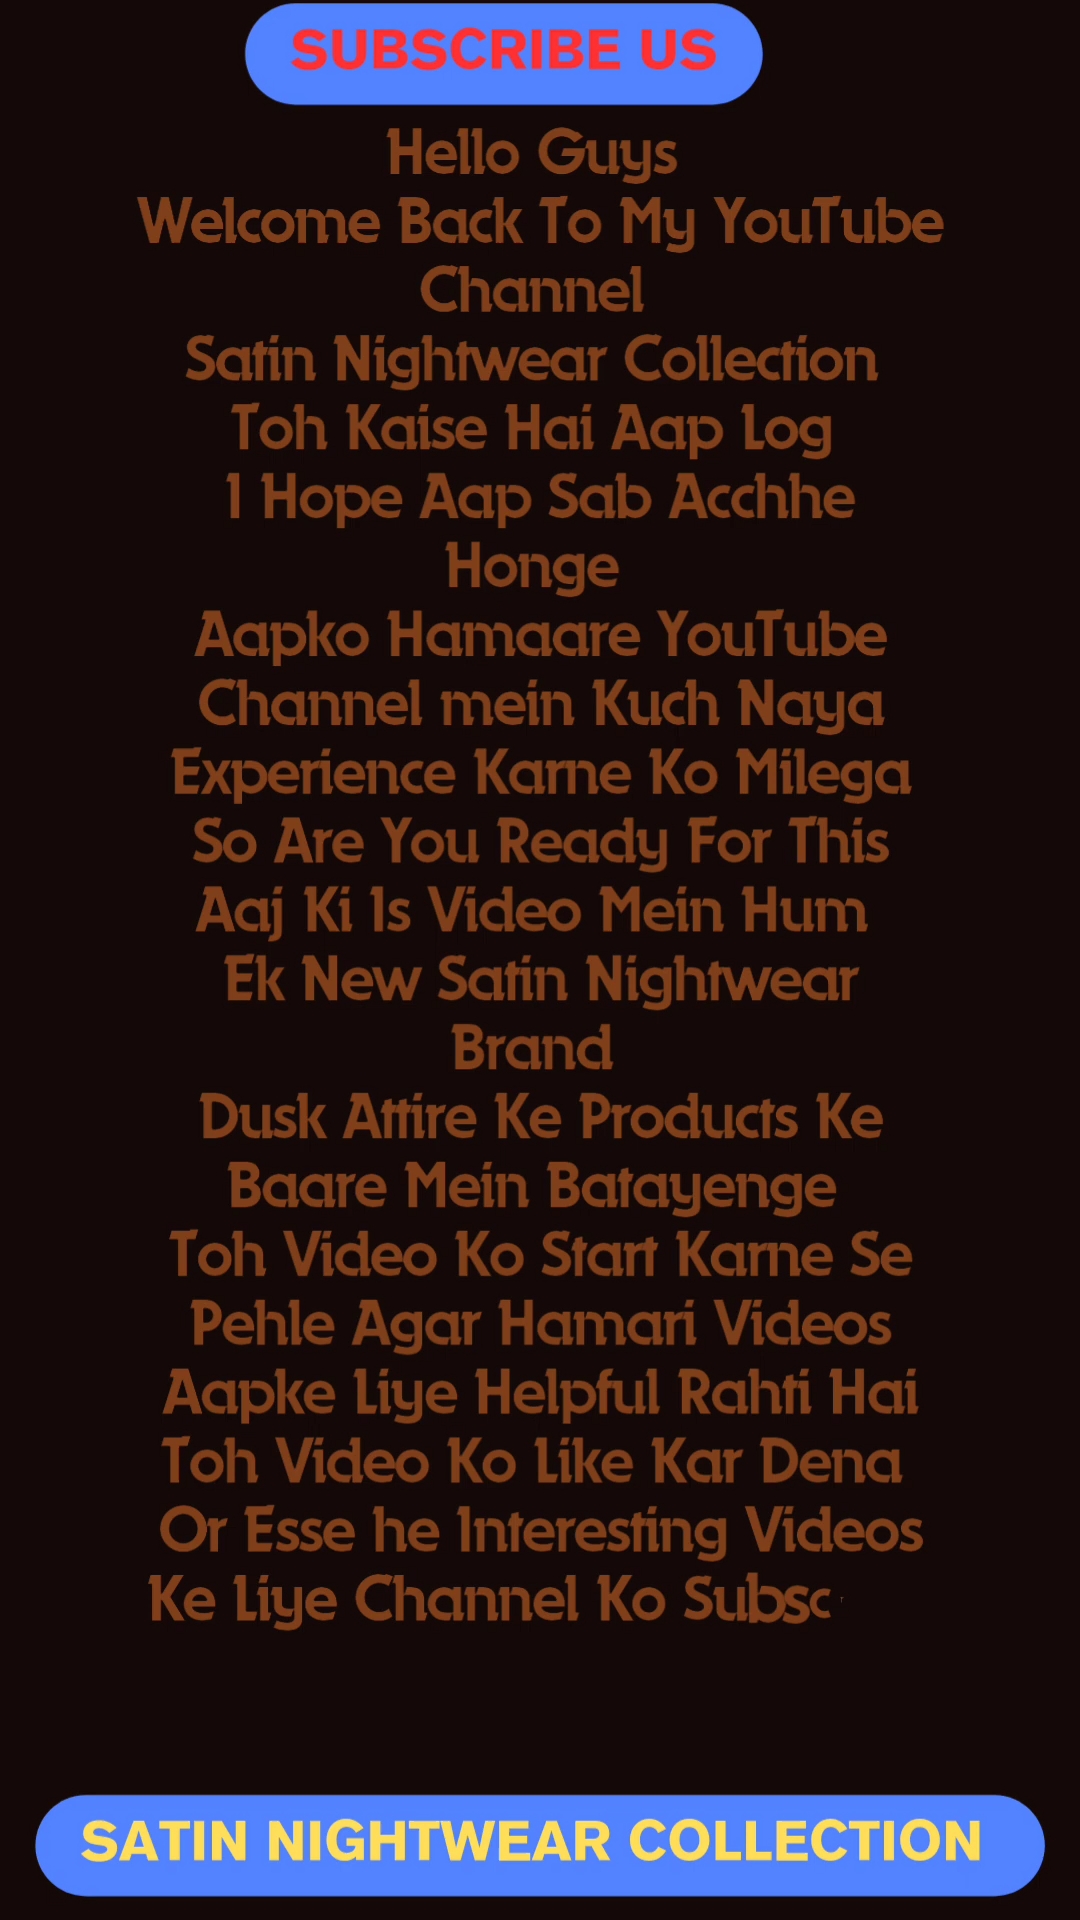 SUBSCRIBE US
Hello Guys
Welcome Back To My YouTube
Channel
Satin Nightwear Collection
Toh Kaise Hai Aap Log
I Hope Aap Sab Acchhe
Honge
Aapko Hamaare YouTube
Channel mein Kuch Naya
Experience Karne Ko Milega
So Are You Ready For This
Aaj Ki Is Video Mein Hum
Ek New Satin Nightwear
Brand
Dusk Attire Ke Products Ke
Baare Mein Batayenge
Toh Video Ko Start Karne Se
Pehle Agar Hamari Videos
Aapke Liye Helpful Rahti Hai
Toh Video Ko Like Kar Dena
Or Esse he Interesting Videos
Ke Liye Channel Ko Subsc
SATIN NIGHTWEAR COLLECTION